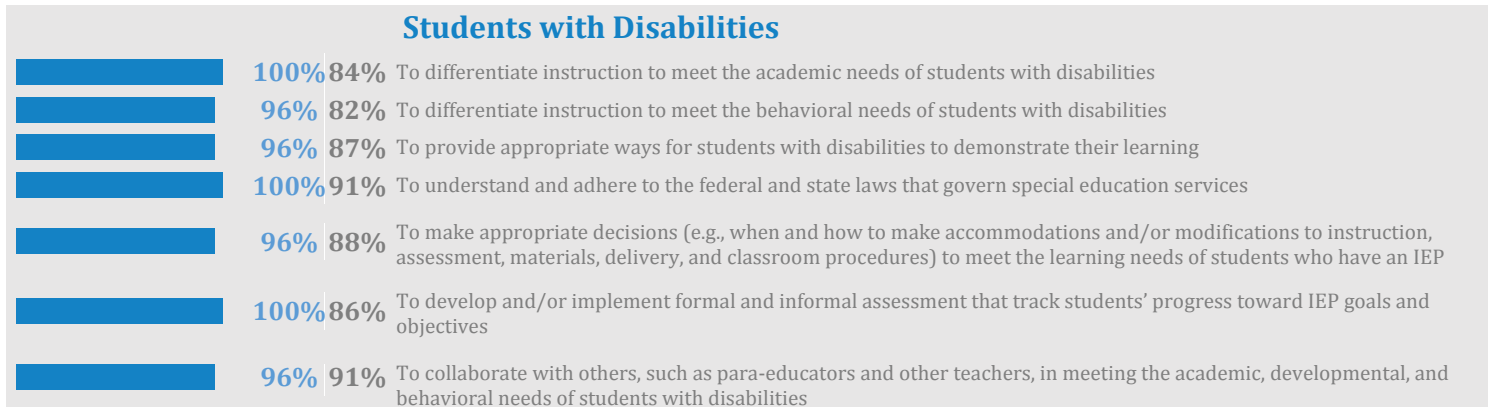 Students with Disabilities
100% 84% To differentiate instruction to meet the academic needs of students with disabilities
96% 82% To differentiate instruction to meet the behavioral needs of students with disabilities
96% 87% To provide appropriate ways for students with disabilities to demonstrate their learning
100% 91% To understand and adhere to the federal and state laws that govern special education services
96% 88% To make appropriate decisions (e.g., when and how to make accommodations and/or modifications to instruction,
assessment, materials, delivery, and classroom procedures) to meet the learning needs of students who have an IEP
100% 86% To develop and/or implement formal and informal assessment that track students’ progress toward IEP goals and
objectives
96% 91% To collaborate with others, such as para-educators and other teachers, in meeting the academic, developmental, and
behavioral needs of students with disabilities